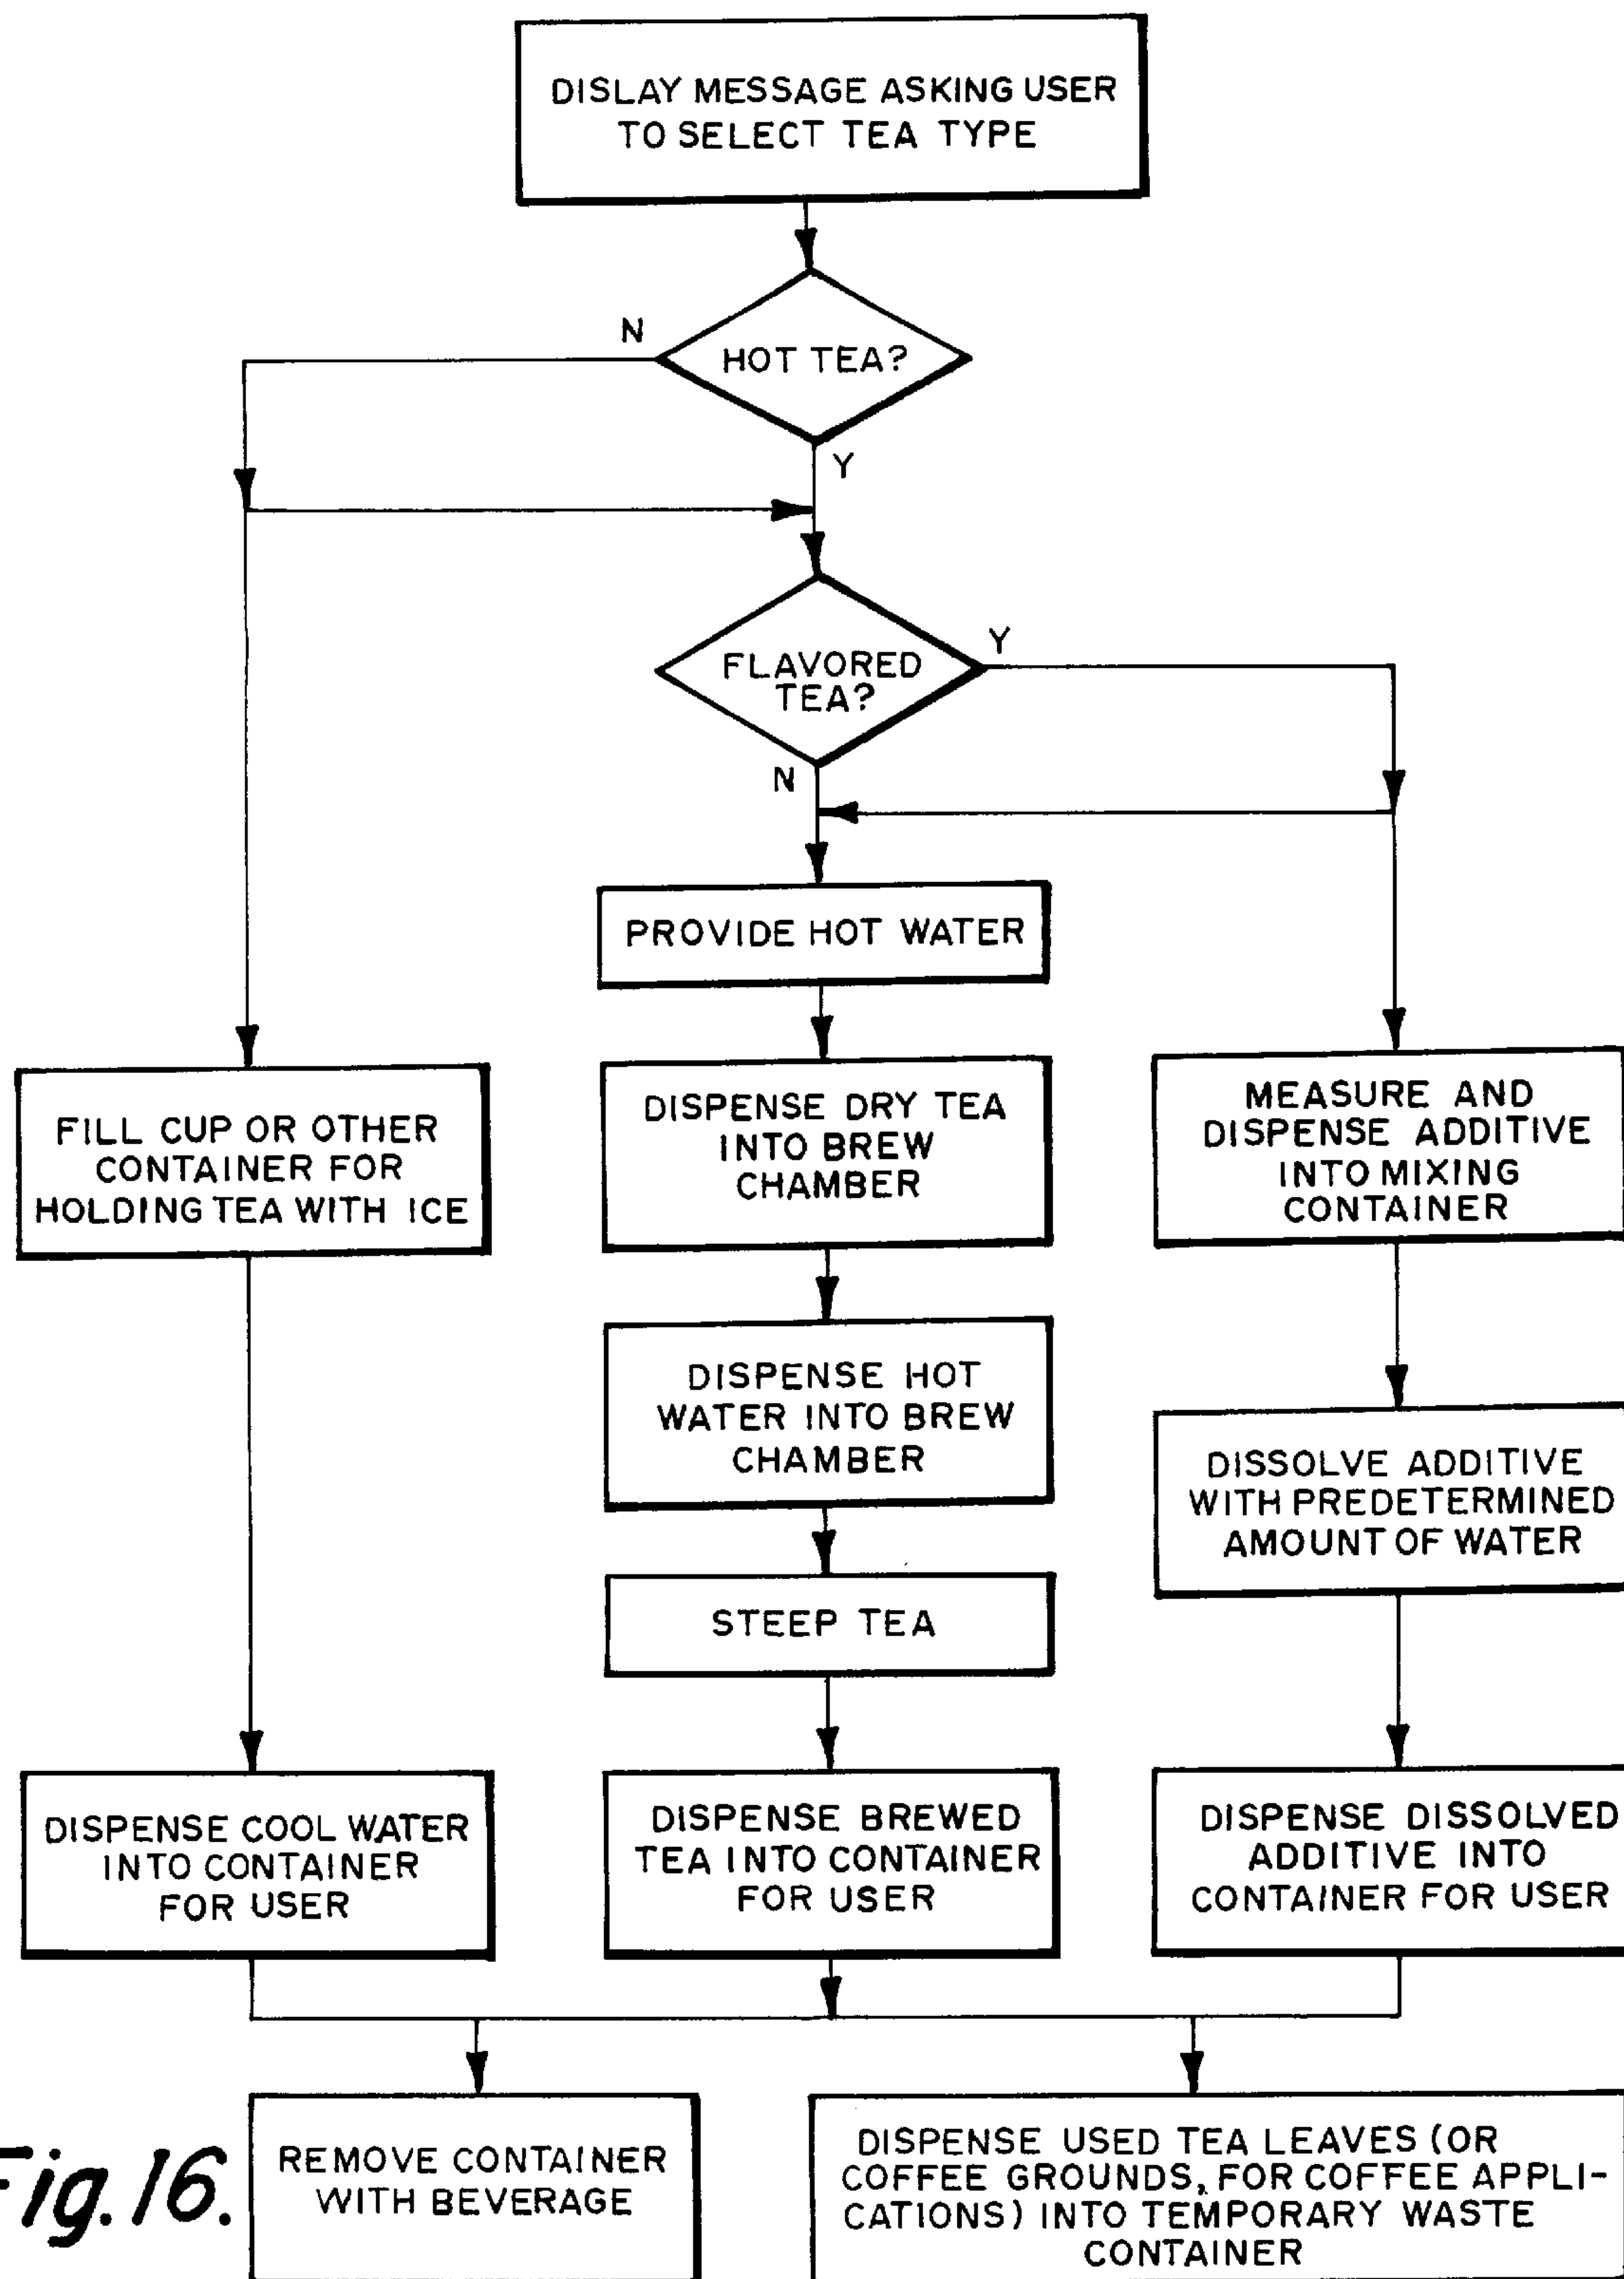 DISLAY MESSAGE ASKING USER
TO SELECT TEA TYPE
HOT TEA?
N
Y
FLAVORED
TEA?
Y
N
PROVIDE HOT WATER
FILL CUP OR OTHER
CONTAINER FOR
HOLDING TEA WITH ICE
DISPENSE DRY TEA
INTO BREW
CHAMBER
MEASURE AND
DISPENSE ADDITIVE
INTO MIXING
CONTAINER
DISPENSE HOT
WATER INTO BREW
CHAMBER
DISSOLVE ADDITIVE
WITH PREDETERMINED
AMOUNT OF WATER
STEEP TEA
DISPENSE COOL WATER
INTO CONTAINER
FOR USER
DISPENSE BREWED
TEA INTO CONTAINER
FOR USER
DISPENSE DISSOLVED
ADDITIVE INTO
CONTAINER FOR USER
Fig. 16.
REMOVE CONTAINER
WITH BEVERAGE
DISPENSE USED TEA LEAVES (OR
COFFEE GROUNDS, FOR COFFEE APPLI-
CATIONS) INTO TEMPORARY WASTE
CONTAINER